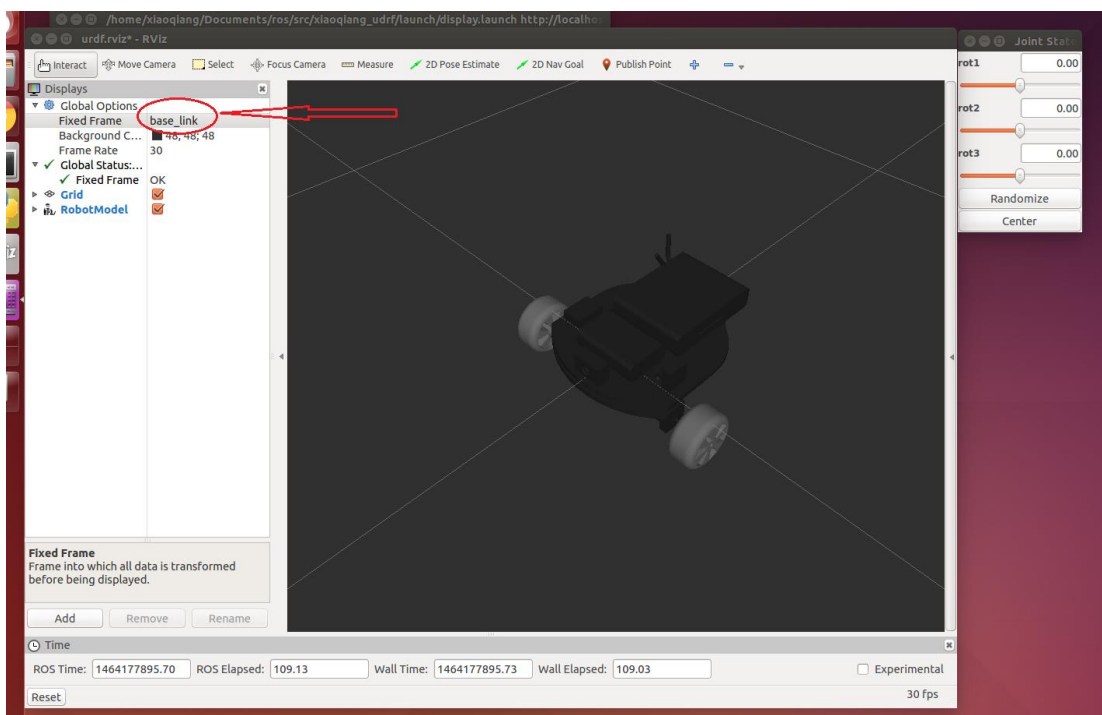 /home/xiaoqiang/Documents/ros/src/xiaoqiang_udrf/launch/display.launch http://localho
urdf.rviz* - RViz
Interact Move Camera Select Focus Camera Measure 2D Pose Estimate 2D Nav Goal Publish Point
Displays
Global Options
Fixed Frame base_link
Background C... 48; 48; 48
Frame Rate 30
Global Status:...
Fixed Frame OK
Grid
RobotModel
Fixed Frame
Frame into which all data is transformed
before being displayed.
Add Remove Rename
Time
ROS Time: 1464177895.70 ROS Elapsed: 109.13 Wall Time: 1464177895.73 Wall Elapsed: 109.03 Experimental
Reset 30 fps
Joint Stat
rot1 0.00
rot2 0.00
rot3 0.00
Randomize
Center